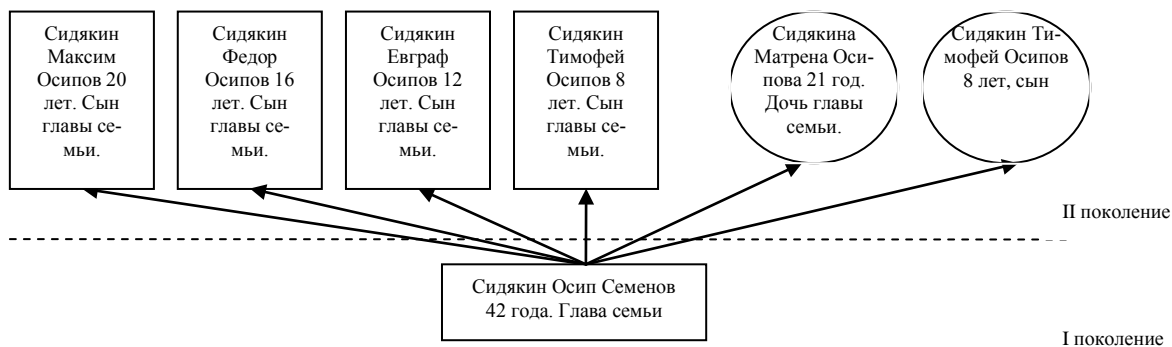 Сидякин
Максим
Осипов 20
лет. Сын
главы се-
мьи.
Сидякин
Федор
Осипов 16
лет. Сын
главы се-
мьи.
Сидякин
Евграф
Осипов 12
лет. Сын
главы се-
мьи.
Сидякин
Тимофей
Осипов 8
лет. Сын
главы се-
мьи.
Сидякина
Матрена Оси-
пова 21 год.
Дочь главы
семьи.
Сидякин Ти-
мофей Осипов
8 лет, сын
II поколение
Сидякин Осип Семенов
42 года. Глава семьи
I поколение